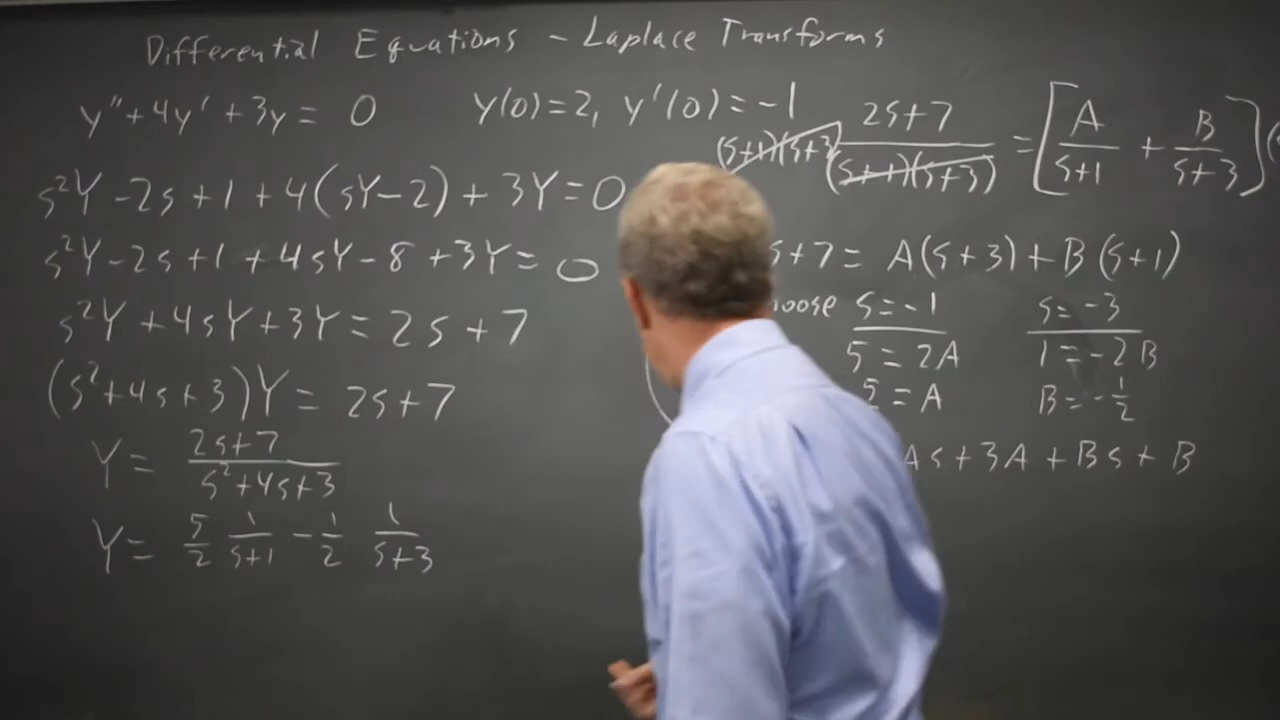 Differential Equations - Laplace Transforms
y'' + 4y' + 3y = 0    y(0) = 2, y'(0) = -1
s²Y - 2s + 1 + 4(sY - 2) + 3Y = 0
s²Y - 2s + 1 + 4sY - 8 + 3Y = 0
s²Y + 4sY + 3Y = 2s + 7
(s² + 4s + 3)Y = 2s + 7
Y = (2s+7)/(s²+4s+3)
Y = 5/2 1/(s+1) - 1/2 1/(s+3)
(s+1)(s+3) (2s+7)/((s+1)(s+3)) = [A/(s+1) + B/(s+3)](
s + 7 = A(s+3) + B(s+1)
s = -1    s = -3
5 = 2A    1 = -2B
= A    B = -1/2
As + 3A + Bs + B